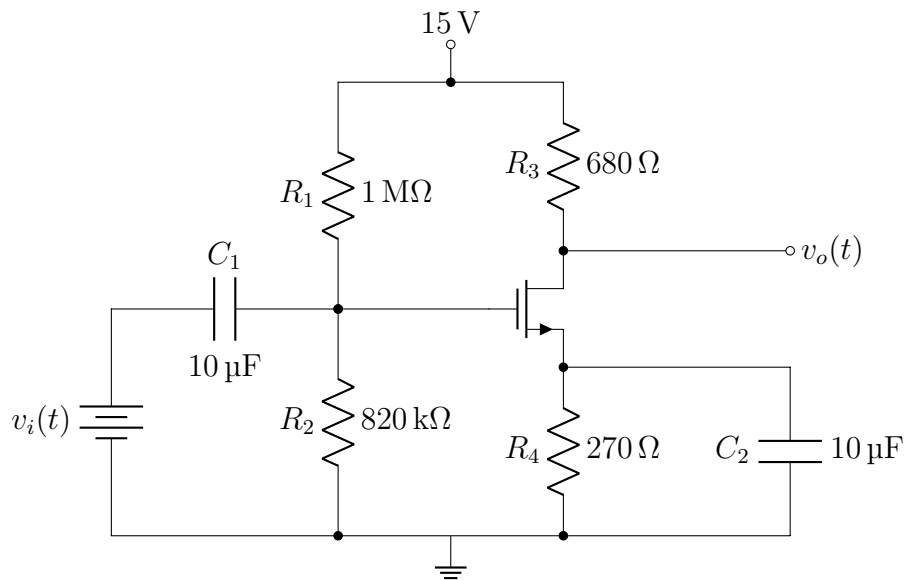 15 V
R₁ 1 MΩ
R₃ 680 Ω
vₒ(t)
C₁
10 µF
vᵢ(t)
R₂ 820 kΩ
R₄ 270 Ω
C₂ 10 µF